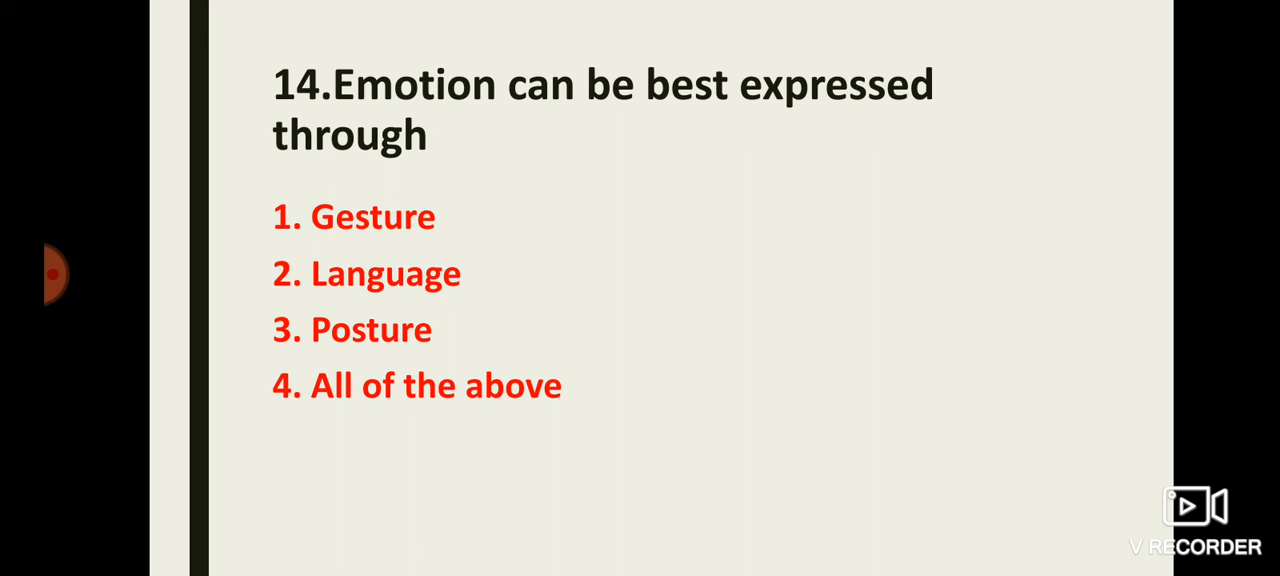 14.Emotion can be best expressed
through
1. Gesture
2. Language
3. Posture
4. All of the above
V RECORDER